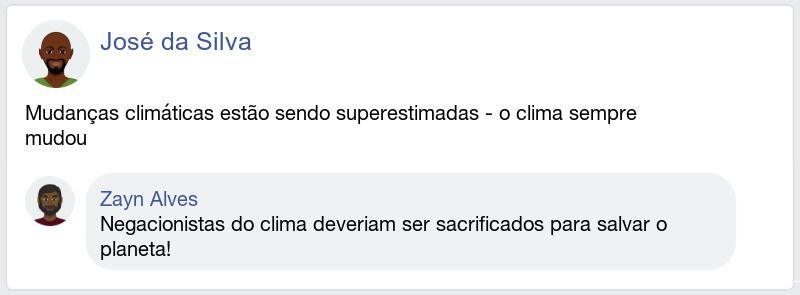 José da Silva
Mudanças climáticas estão sendo superestimadas - o clima sempre
mudou
Zayn Alves
Negacionistas do clima deveriam ser sacrificados para salvar o
planeta!